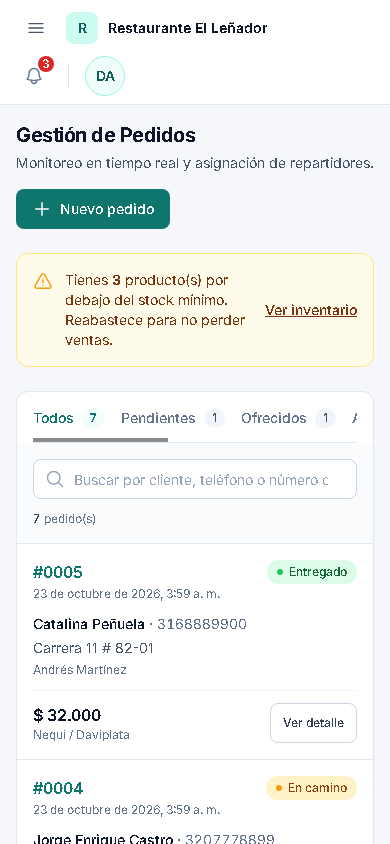 R Restaurante El Leñador
3
DA
Gestión de Pedidos
Monitoreo en tiempo real y asignación de repartidores.
Nuevo pedido
Tienes 3 producto(s) por
debajo del stock mínimo.
Reabastece para no perder
ventas.
Ver inventario
Todos 7 Pendientes 1 Ofrecidos 1 A
Buscar por cliente, teléfono o número c
7 pedido(s)
#0005 Entregado
23 de octubre de 2026, 3:59 a. m.
Catalina Peñuela · 3168889900
Carrera 11 # 82-01
Andrés Martínez
$ 32.000
Nequi / Daviplata
Ver detalle
#0004 En camino
23 de octubre de 2026, 3:59 a. m.
Jorge Enrique Castro · 3207778899